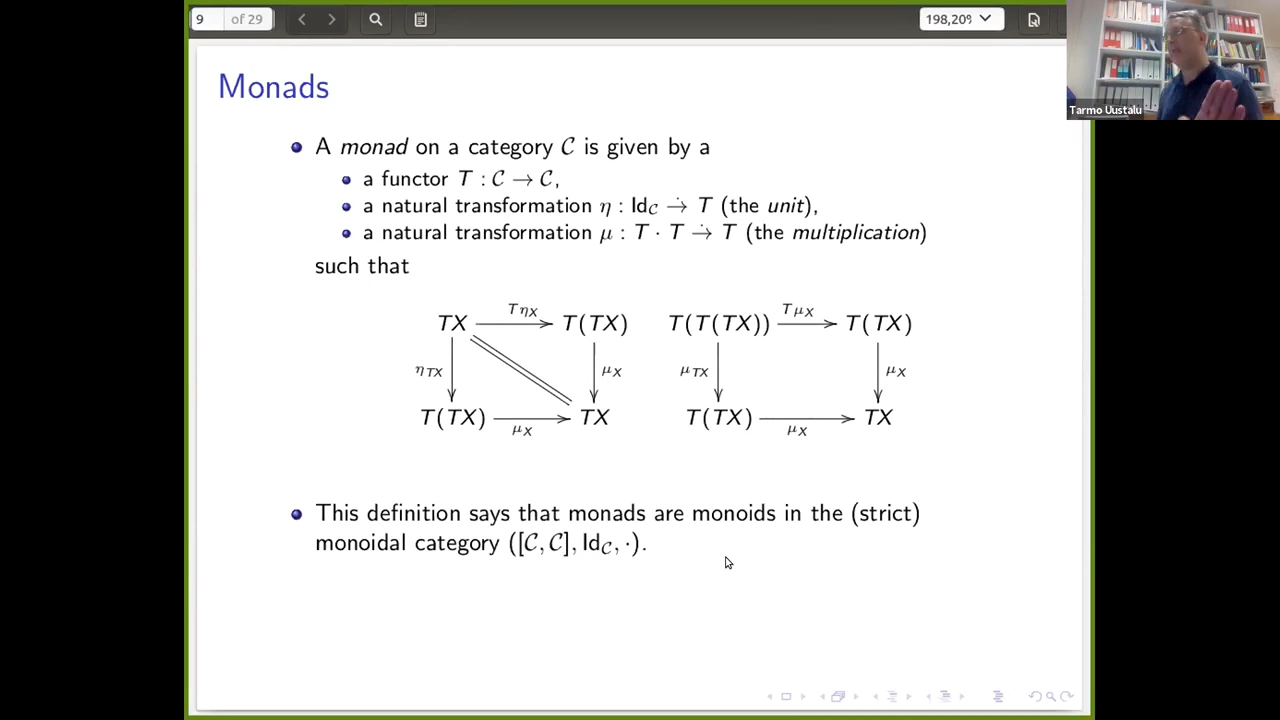 9 of 29
198,20%
Tarmo Uustalu
Monads
A monad on a category 𝒞 is given by a
a functor T : 𝒞 → 𝒞,
a natural transformation η : Id_𝒞 →̇ T (the unit),
a natural transformation μ : T · T →̇ T (the multiplication)
such that
TX Tη_X T(TX) T(T(TX)) Tμ_X T(TX)
η_TX μ_X μ_TX μ_X
T(TX) μ_X TX T(TX) μ_X TX
This definition says that monads are monoids in the (strict)
monoidal category ([𝒞, 𝒞], Id_𝒞, ·).